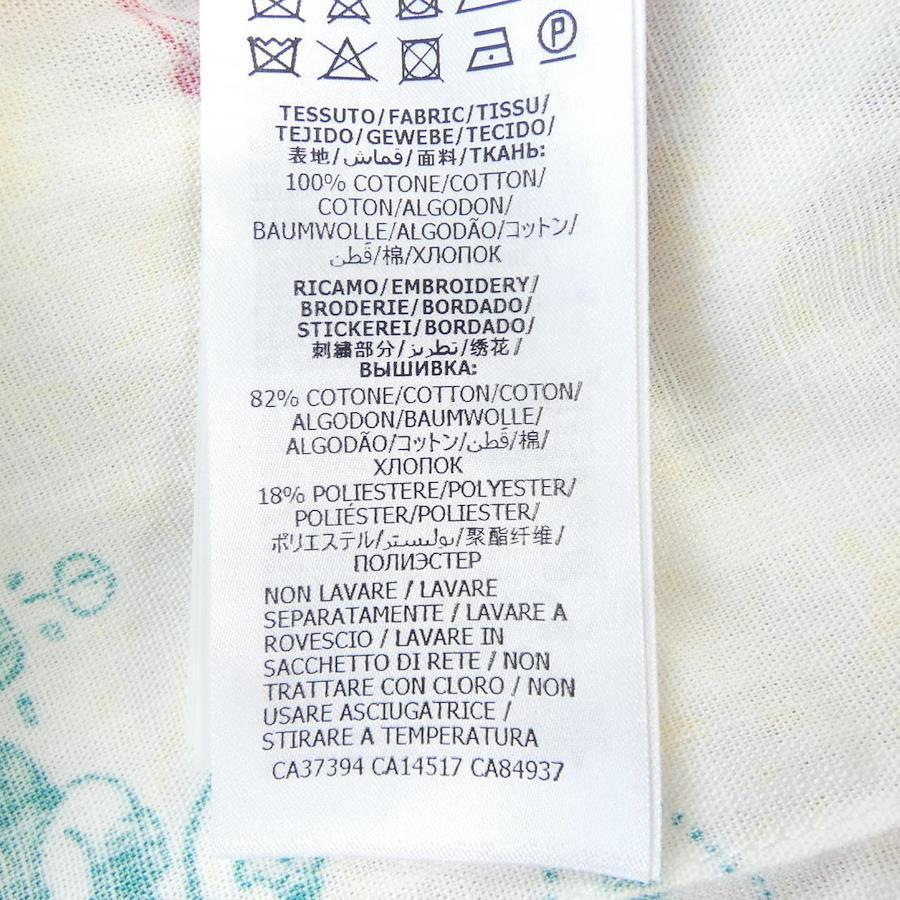 P
TESSUTO/FABRIC/TISSU/
TEJIDO/GEWEBE/TECIDO/
表地/قماش/面料/ТКАНЬ:
100% COTONE/COTTON/
COTON/ALGODON/
BAUMWOLLE/ALGODÃO/コットン/
قطن/棉/ХЛОПОК
RICAMO/EMBROIDERY/
BRODERIE/BORDADO/
STICKEREI/BORDADO/
刺繍部分/تطريز/绣花/
ВЫШИВКА:
82% COTONE/COTTON/COTON/
ALGODON/BAUMWOLLE/
ALGODÃO/コットン/قطن/棉/
ХЛОПОК
18% POLIESTERE/POLYESTER/
POLIÉSTER/POLIESTER/
ポリエステル/بوليستر/聚酯纤维/
ПОЛИЭСТЕР
NON LAVARE / LAVARE
SEPARATAMENTE / LAVARE A
ROVESCIO / LAVARE IN
SACCHETTO DI RETE / NON
TRATTARE CON CLORO / NON
USARE ASCIUGATRICE /
STIRARE A TEMPERATURA
CA37394 CA14517 CA84937